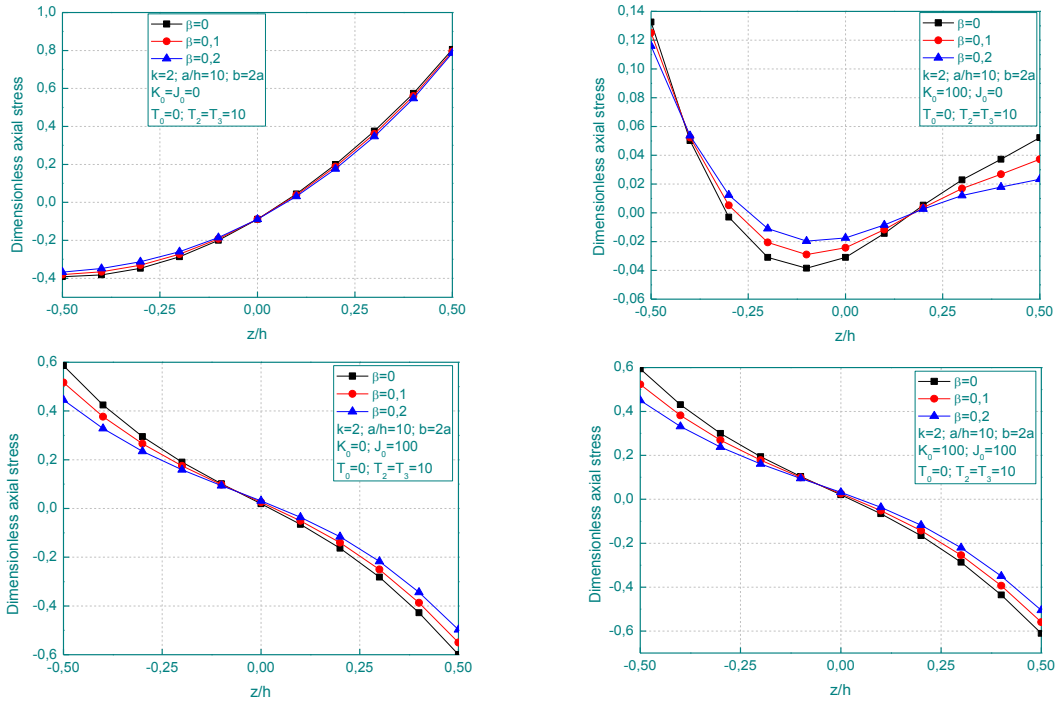 Dimensionless axial stress
1,0
0,8
0,6
0,4
0,2
0,0
-0,2
-0,4
β=0
β=0,1
β=0,2
k=2; a/h=10; b=2a
K₀=J₀=0
T₀=0; T₂=T₃=10
-0,50 -0,25 0,00 0,25 0,50
z/h
Dimensionless axial stress
0,14
0,12
0,10
0,08
0,06
0,04
0,02
0,00
-0,02
-0,04
-0,06
β=0
β=0,1
β=0,2
k=2; a/h=10; b=2a
K₀=100; J₀=0
T₀=0; T₂=T₃=10
-0,50 -0,25 0,00 0,25 0,50
z/h
Dimensionless axial stress
0,6
0,4
0,2
0,0
-0,2
-0,4
-0,6
β=0
β=0,1
β=0,2
k=2; a/h=10; b=2a
K₀=0; J₀=100
T₀=0; T₂=T₃=10
-0,50 -0,25 0,00 0,25 0,50
z/h
Dimensionless axial stress
0,6
0,4
0,2
0,0
-0,2
-0,4
-0,6
β=0
β=0,1
β=0,2
k=2; a/h=10; b=2a
K₀=100; J₀=100
T₀=0; T₂=T₃=10
-0,50 -0,25 0,00 0,25 0,50
z/h